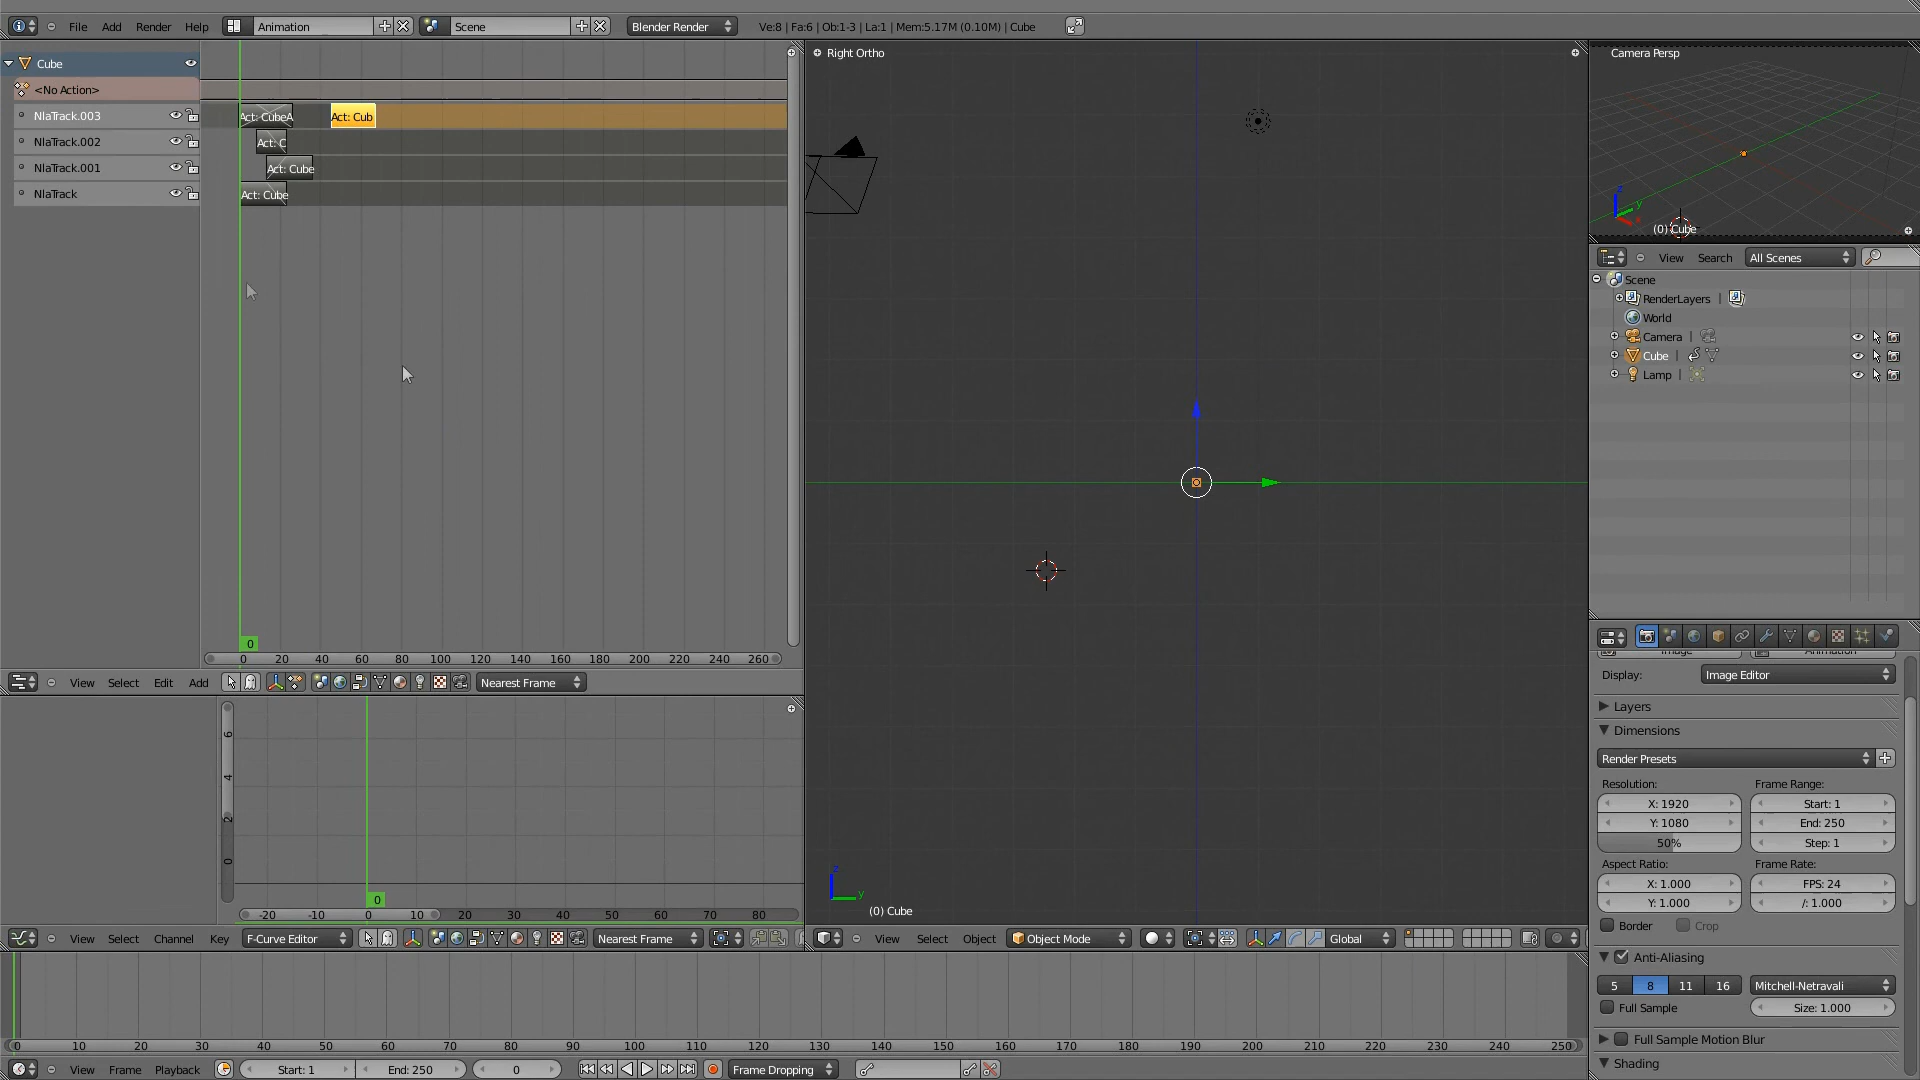 File Add Render Help Animation Scene Blender Render Ve:8 | Fa:6 | Ob:1-3 | La:1 | Mem:5.17M (0.10M) | Cube
Cube
<No Action>
NlaTrack.003
NlaTrack.002
NlaTrack.001
NlaTrack
Act: CubeA Act: Cub
Act: C
Act: Cube
Act: Cube
0
0 20 40 60 80 100 120 140 160 180 200 220 240 260
View Select Edit Add Nearest Frame
6
4
2
0
0
-20 -10 0 10 20 30 40 50 60 70 80
View Select Channel Key F-Curve Editor Nearest Frame
Right Ortho
z
y
(0) Cube
View Select Object Object Mode Global
Camera Persp
z
y
x
(0) Cube
View Search All Scenes
Scene
RenderLayers |
World
Camera |
Cube |
Lamp |
Display: Image Editor
Layers
Dimensions
Render Presets
Resolution: Frame Range:
X: 1920 Start: 1
Y: 1080 End: 250
50% Step: 1
Aspect Ratio: Frame Rate:
X: 1.000 FPS: 24
Y: 1.000 /: 1.000
Border Crop
Anti-Aliasing
5 8 11 16 Mitchell-Netravali
Full Sample Size: 1.000
Full Sample Motion Blur
Shading
0 10 20 30 40 50 60 70 80 90 100 110 120 130 140 150 160 170 180 190 200 210 220 230 240 250
View Frame Playback Start: 1 End: 250 0 Frame Dropping